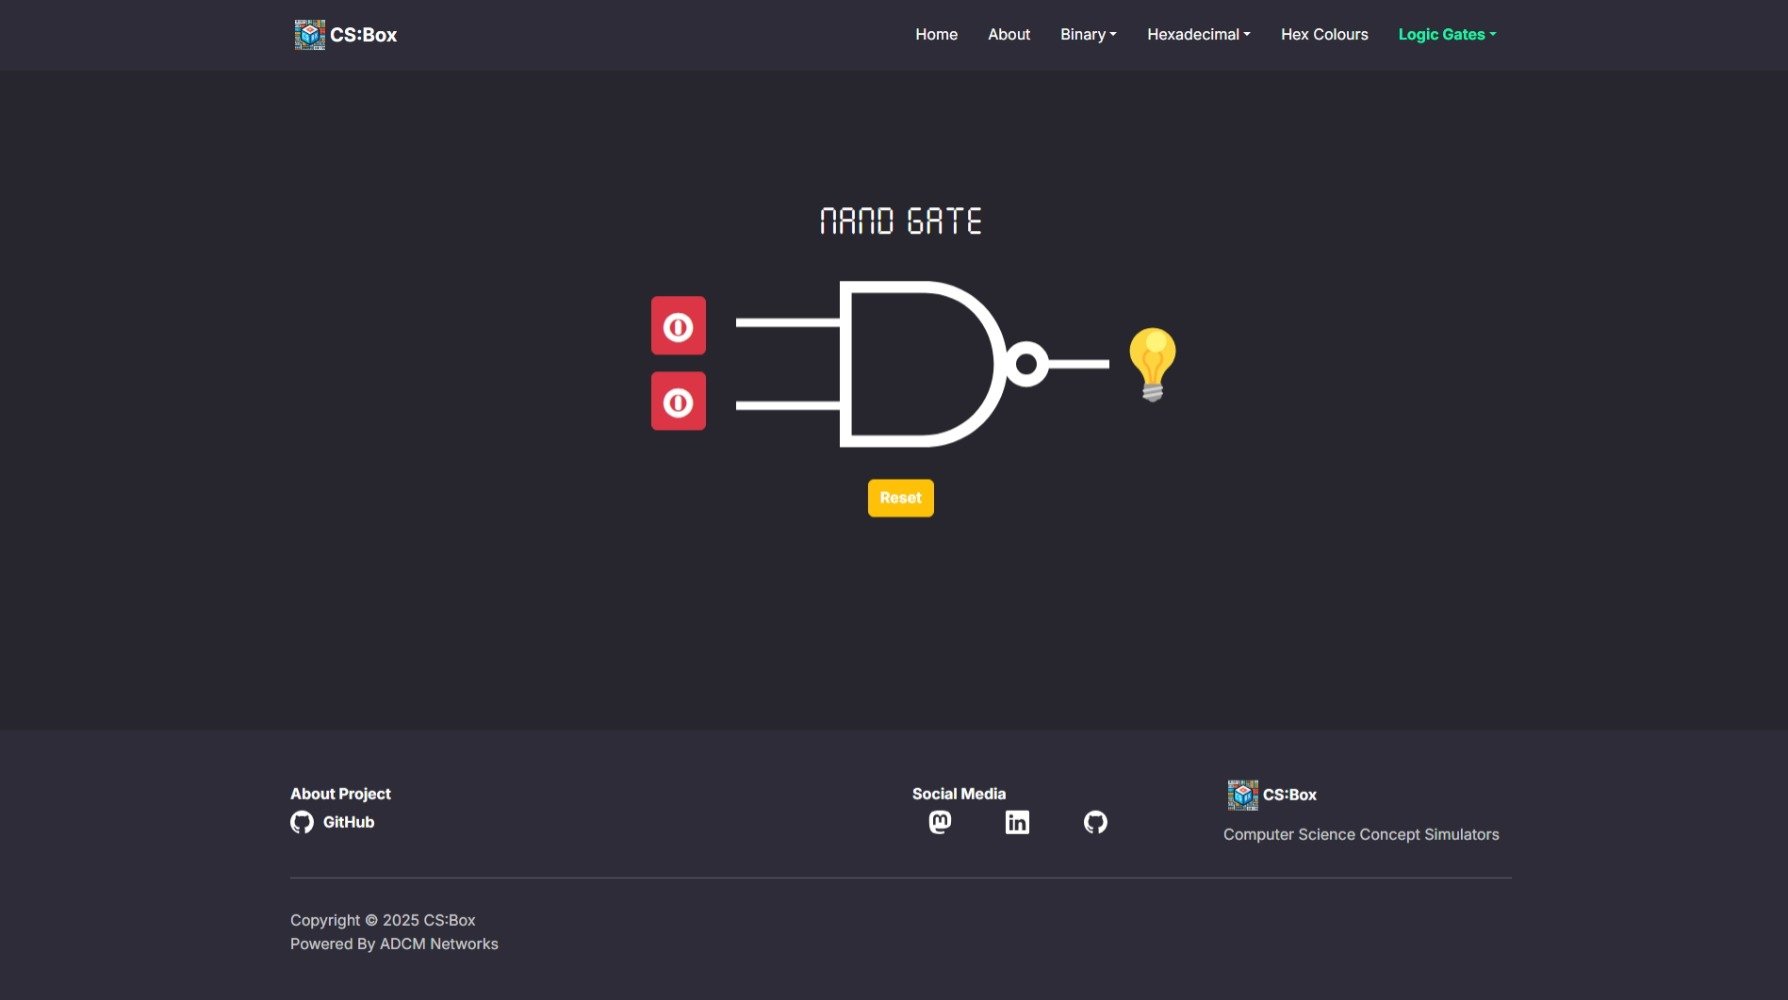 CS:Box
Home About Binary Hexadecimal Hex Colours Logic Gates
NAND GATE
0
0
Reset
About Project
GitHub
Social Media
CS:Box
Computer Science Concept Simulators
Copyright © 2025 CS:Box
Powered By ADCM Networks